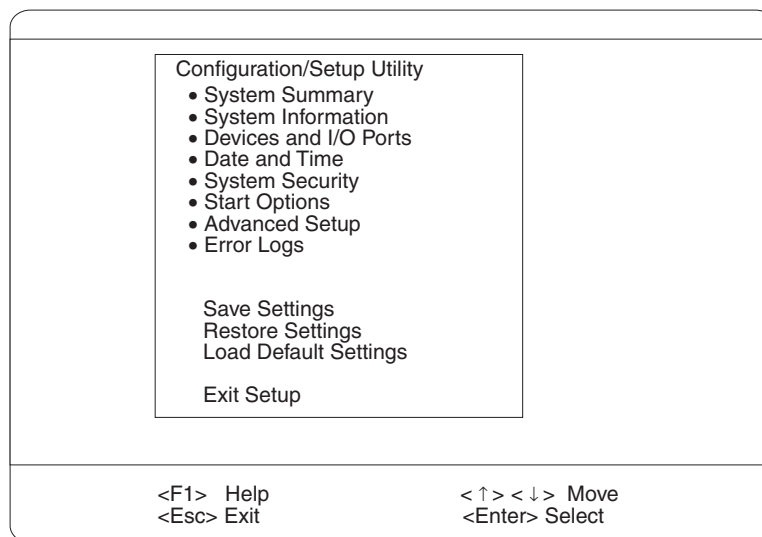 Configuration/Setup Utility
• System Summary
• System Information
• Devices and I/O Ports
• Date and Time
• System Security
• Start Options
• Advanced Setup
• Error Logs
Save Settings
Restore Settings
Load Default Settings
Exit Setup
<F1> Help < ↑ > < ↓ > Move
<Esc> Exit <Enter> Select